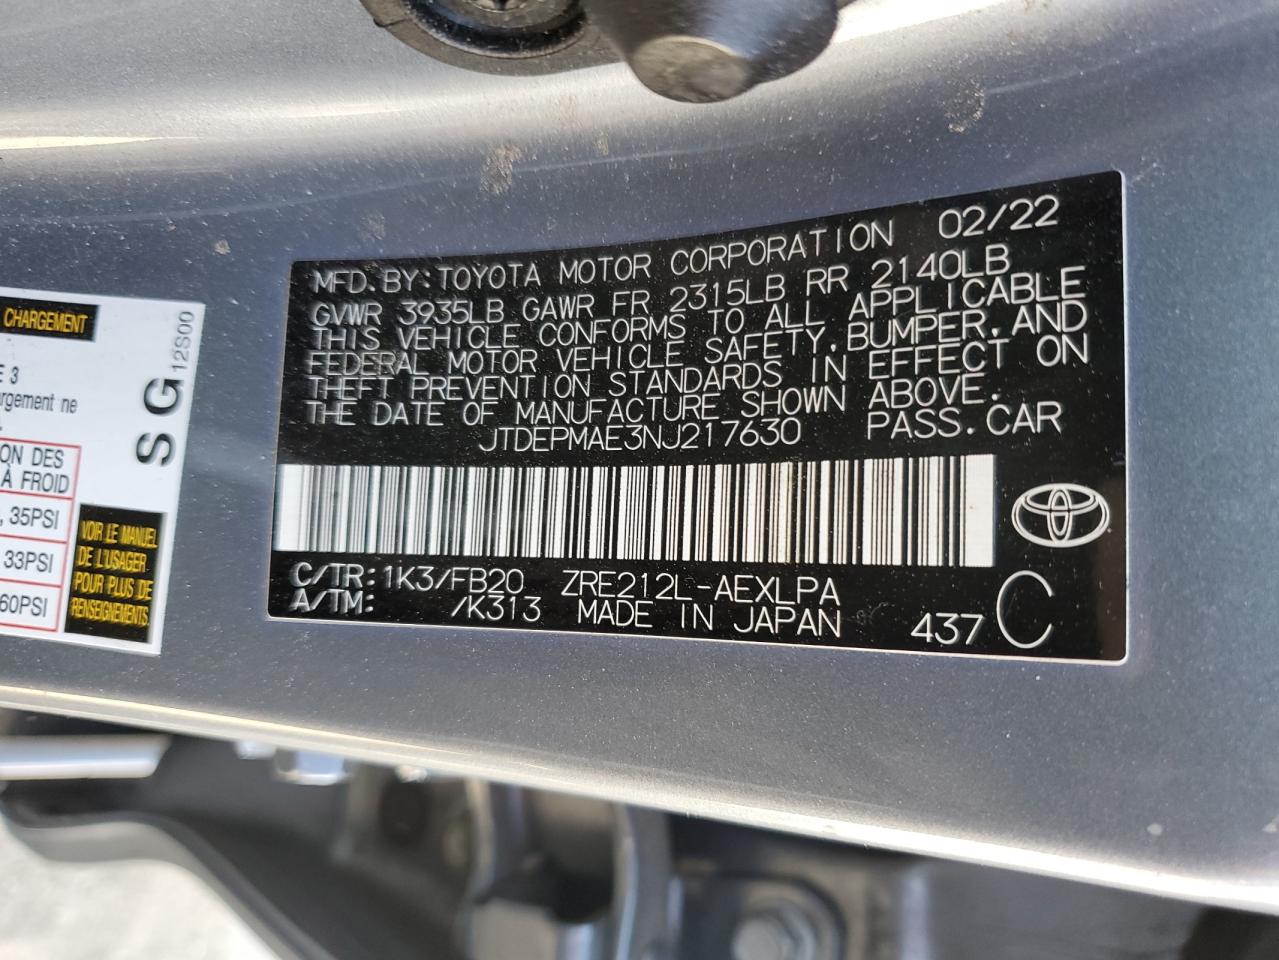 MFD. BY: TOYOTA MOTOR CORPORATION 02/22
GVWR 3935LB GAWR FR 2315LB RR 2140LB
THIS VEHICLE CONFORMS TO ALL APPLICABLE
FEDERAL MOTOR VEHICLE SAFETY, BUMPER, AND
THEFT PREVENTION STANDARDS IN EFFECT ON
THE DATE OF MANUFACTURE SHOWN ABOVE.
JTDEPMAE3NJ217630 PASS. CAR
C/TR: 1K3/FB20 ZRE212L-AEXLPA
A/TM: /K313 MADE IN JAPAN 437 C
CHARGEMENT
E 3
rgement ne
ON DES
À FROID
, 35PSI
33PSI
60PSI
SG 12S00
VOIR LE MANUEL
DE L'USAGER
POUR PLUS DE
RENSEIGNEMENTS.